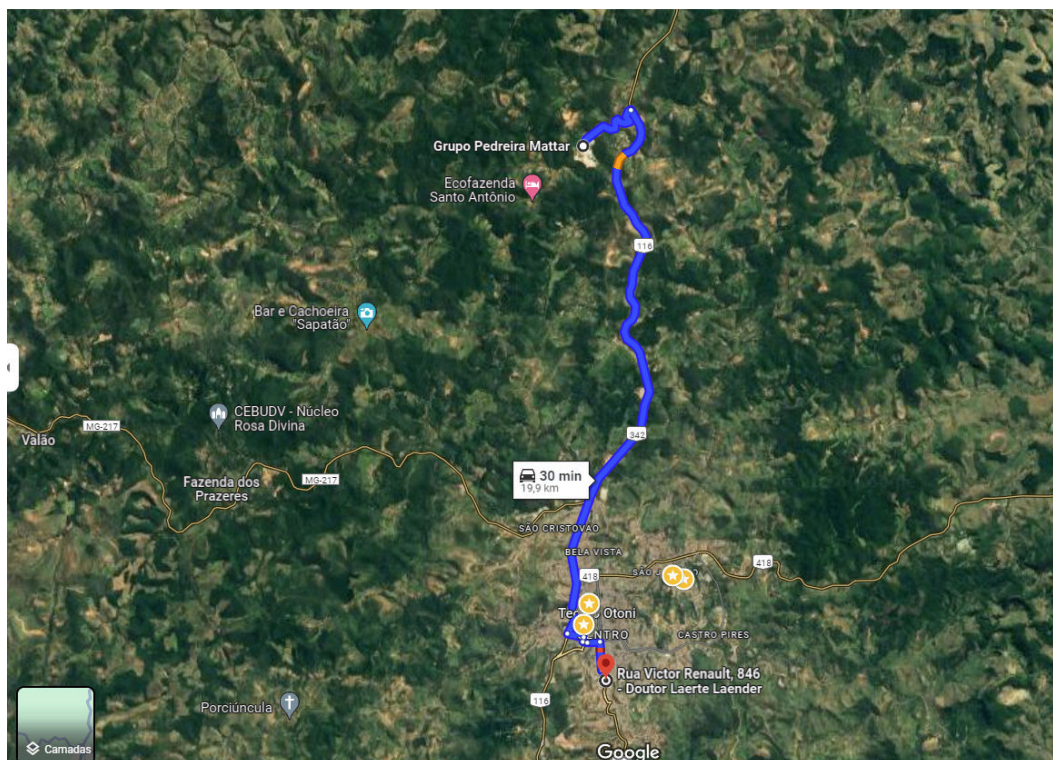 Grupo Pedreira Mattar
Ecofazenda
Santo Antônio
116
Bar e Cachoeira
"Sapatão"
CEBUDV - Núcleo
Rosa Divina
MG-217
Valão
342
Fazenda dos
Prazeres
MG-217
30 min
19,9 km
SÃO CRISTOVAO
BELA VISTA
418
SÃO
418
Otoni
CENTRO
CASTRO PIRES
Rua Victor Renault, 846
- Doutor Laerte Laender
116
Porciúncula
Camadas
Google